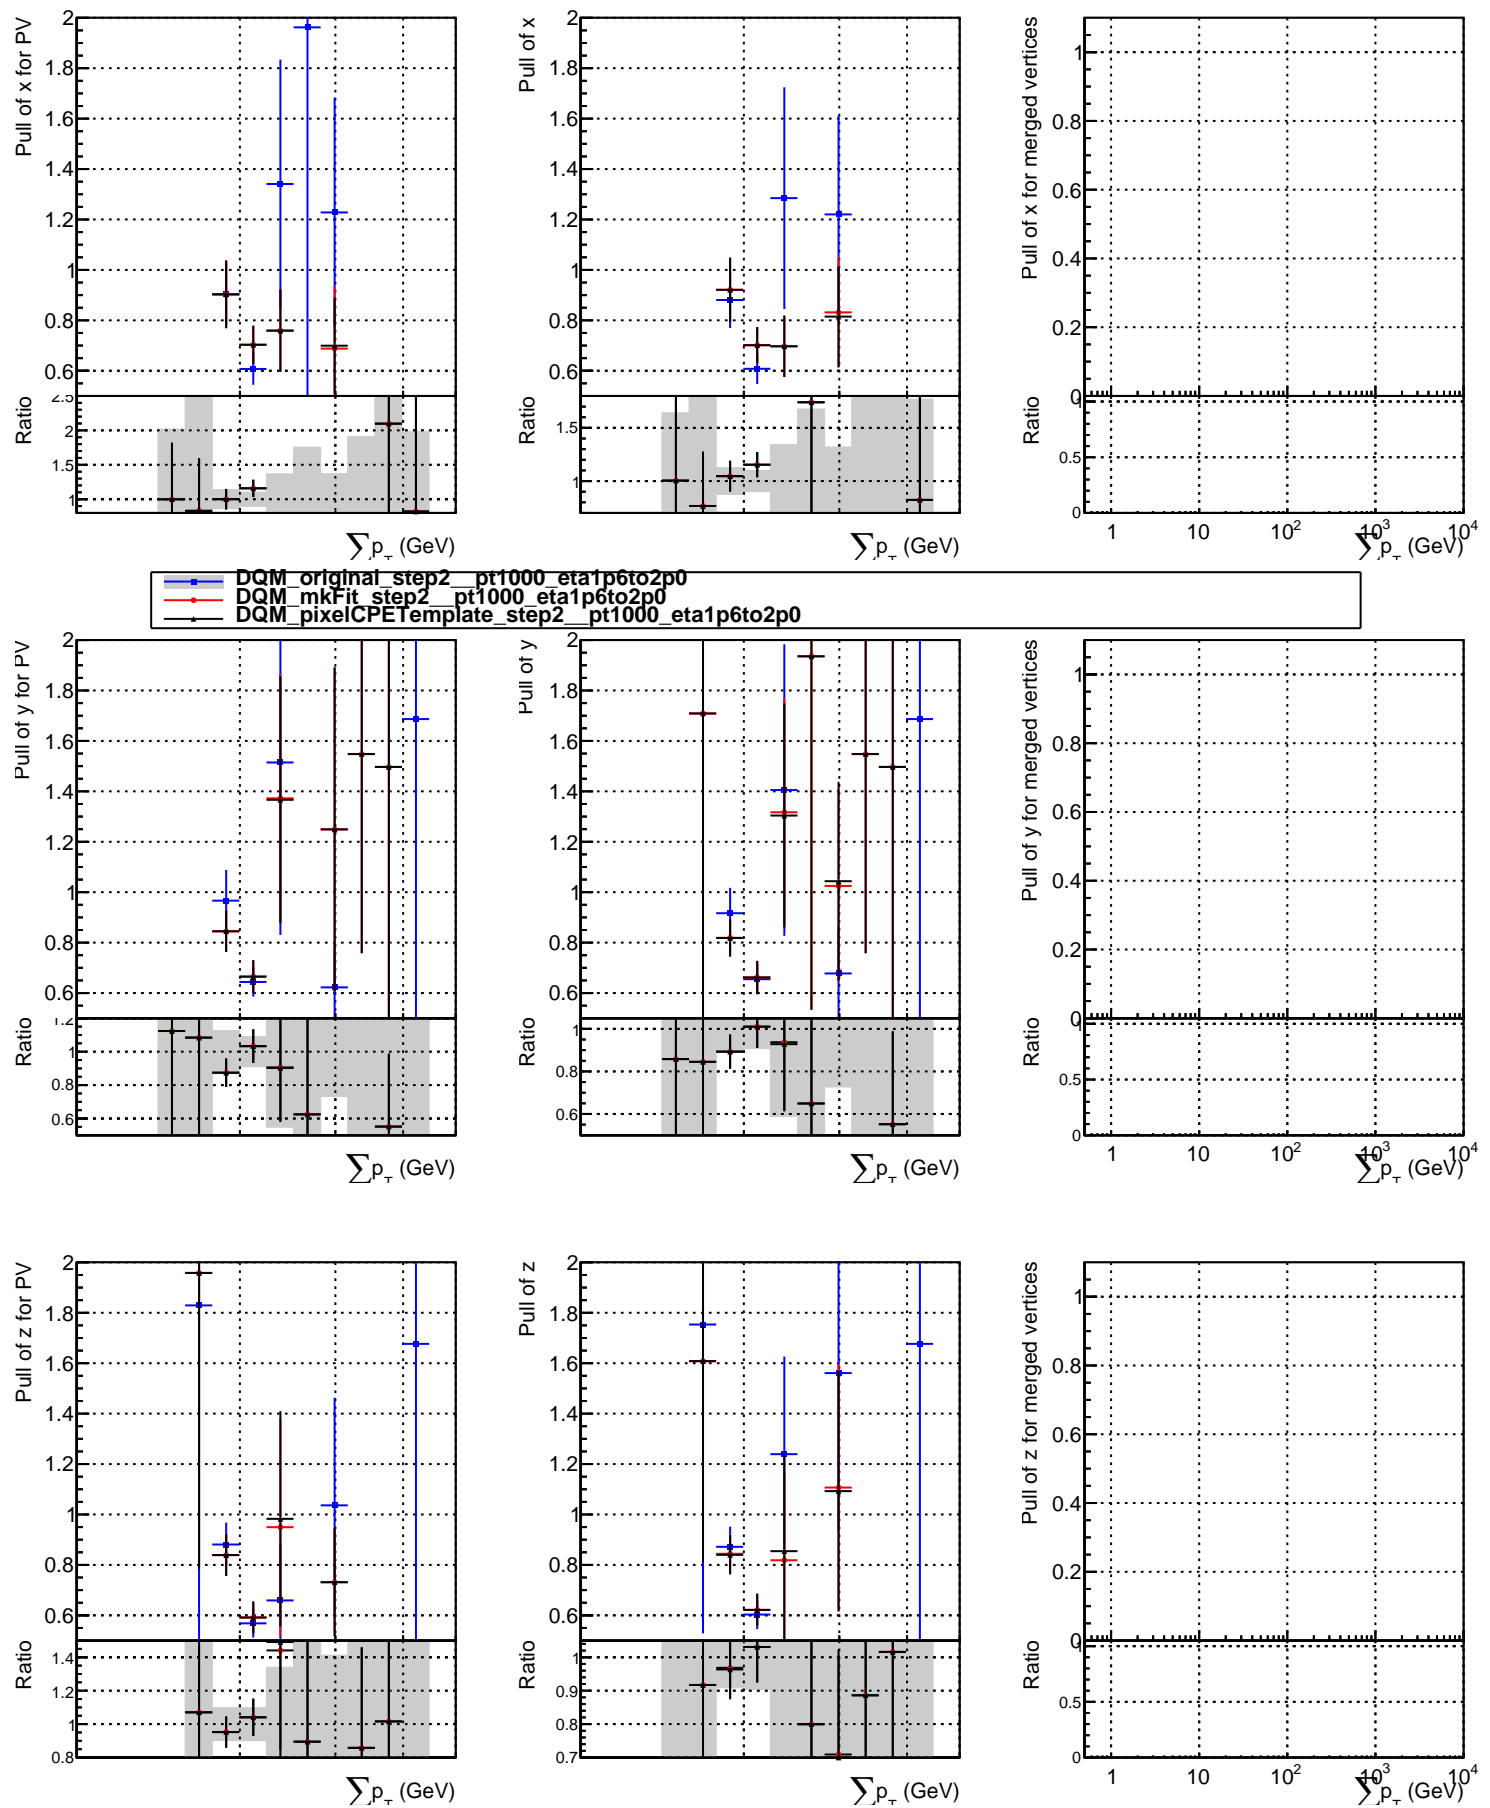 Pull of x for PV
2
1.8
1.6
1.4
1.2
1
0.8
0.6
Ratio
2.5
2
1.5
1
∑p_T (GeV)
Pull of x
2
1.8
1.6
1.4
1.2
1
0.8
0.6
Ratio
1.5
1
∑p_T (GeV)
Pull of x for merged vertices
1
0.8
0.6
0.4
0.2
0
Ratio
1
0.5
0
1 10 10^2 10^3 10^4
∑p_T (GeV)
DQM_original_step2__pt1000_eta1p6to2p0
DQM_mkFit_step2__pt1000_eta1p6to2p0
DQM_pixelCPETemplate_step2__pt1000_eta1p6to2p0
Pull of y for PV
2
1.8
1.6
1.4
1.2
1
0.8
0.6
Ratio
1.2
1
0.8
0.6
∑p_T (GeV)
Pull of y
2
1.8
1.6
1.4
1.2
1
0.8
0.6
Ratio
1
0.8
0.6
∑p_T (GeV)
Pull of y for merged vertices
1
0.8
0.6
0.4
0.2
0
Ratio
1
0.5
0
1 10 10^2 10^3 10^4
∑p_T (GeV)
Pull of z for PV
2
1.8
1.6
1.4
1.2
1
0.8
0.6
Ratio
1.4
1.2
1
0.8
∑p_T (GeV)
Pull of z
2
1.8
1.6
1.4
1.2
1
0.8
0.6
Ratio
1
0.9
0.8
0.7
∑p_T (GeV)
Pull of z for merged vertices
1
0.8
0.6
0.4
0.2
0
Ratio
1
0.5
0
1 10 10^2 10^3 10^4
∑p_T (GeV)